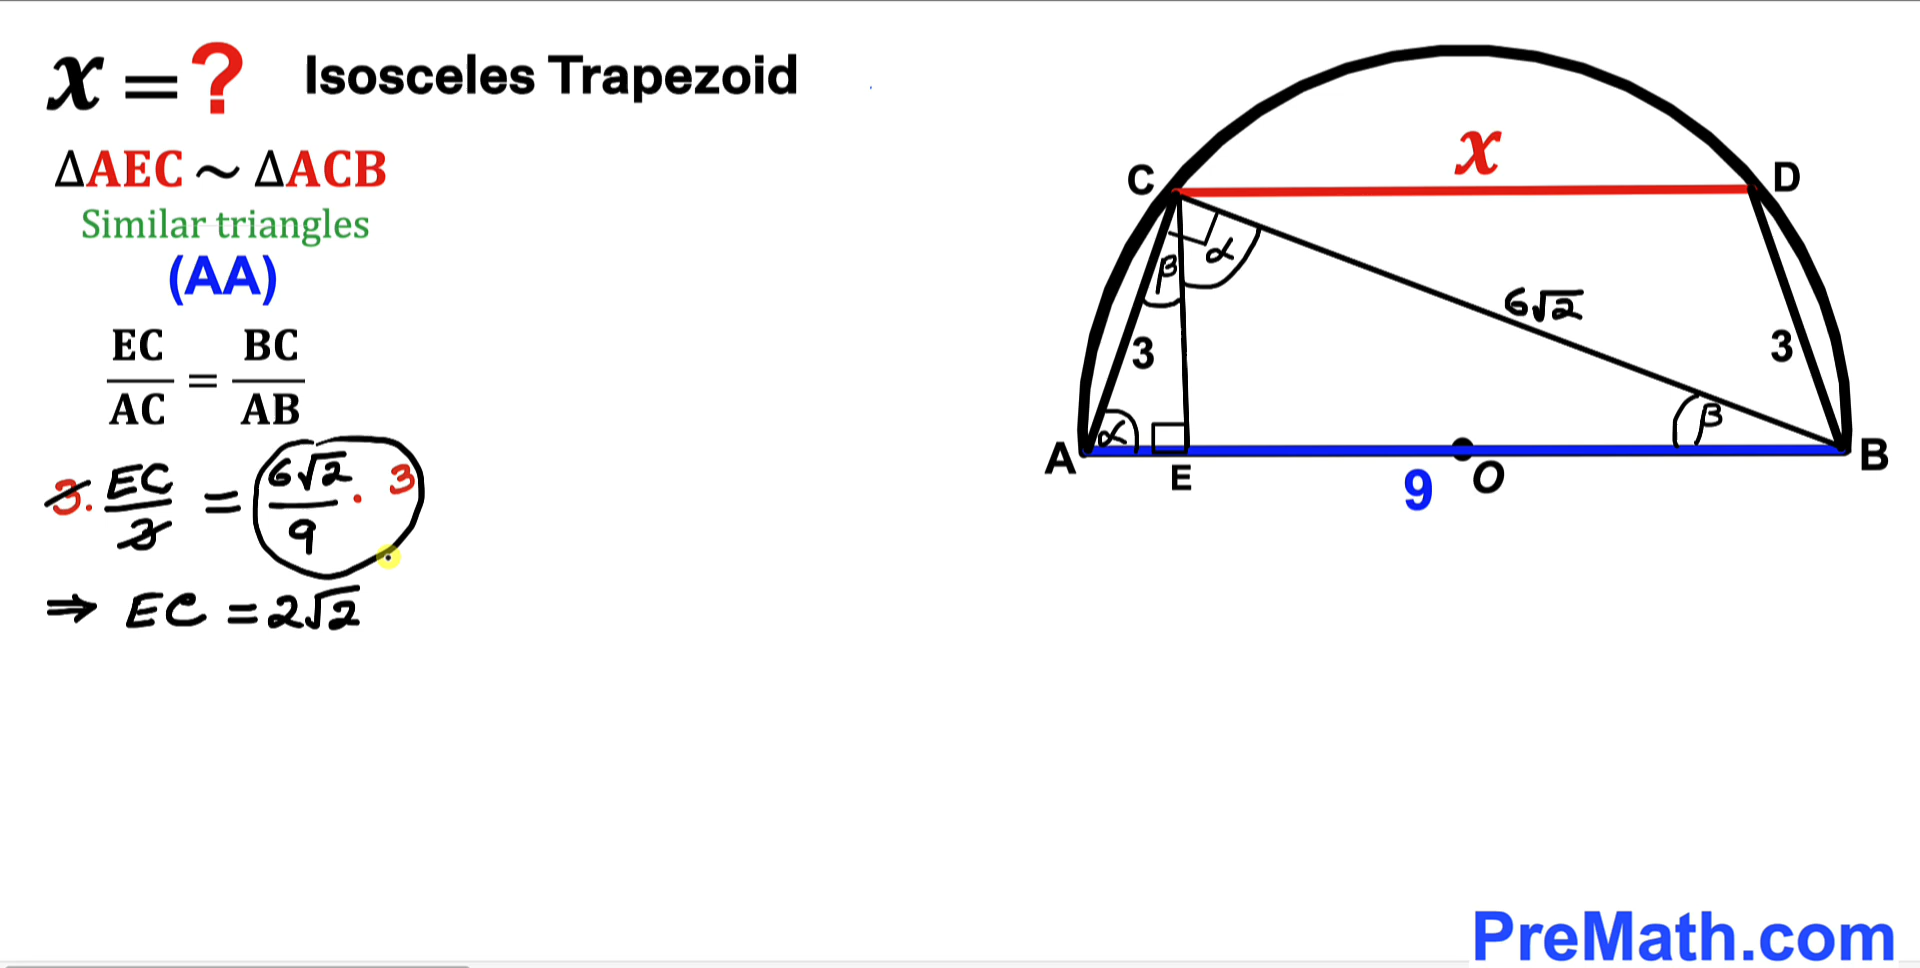 x = ? Isosceles Trapezoid
ΔAEC ~ ΔACB
Similar triangles
(AA)
EC/AC = BC/AB
3. EC/3 = 6√2/9 . 3
⇒ EC = 2√2
x
C
D
α
β
6√2
3
3
α
β
A
B
E
9
O
PreMath.com